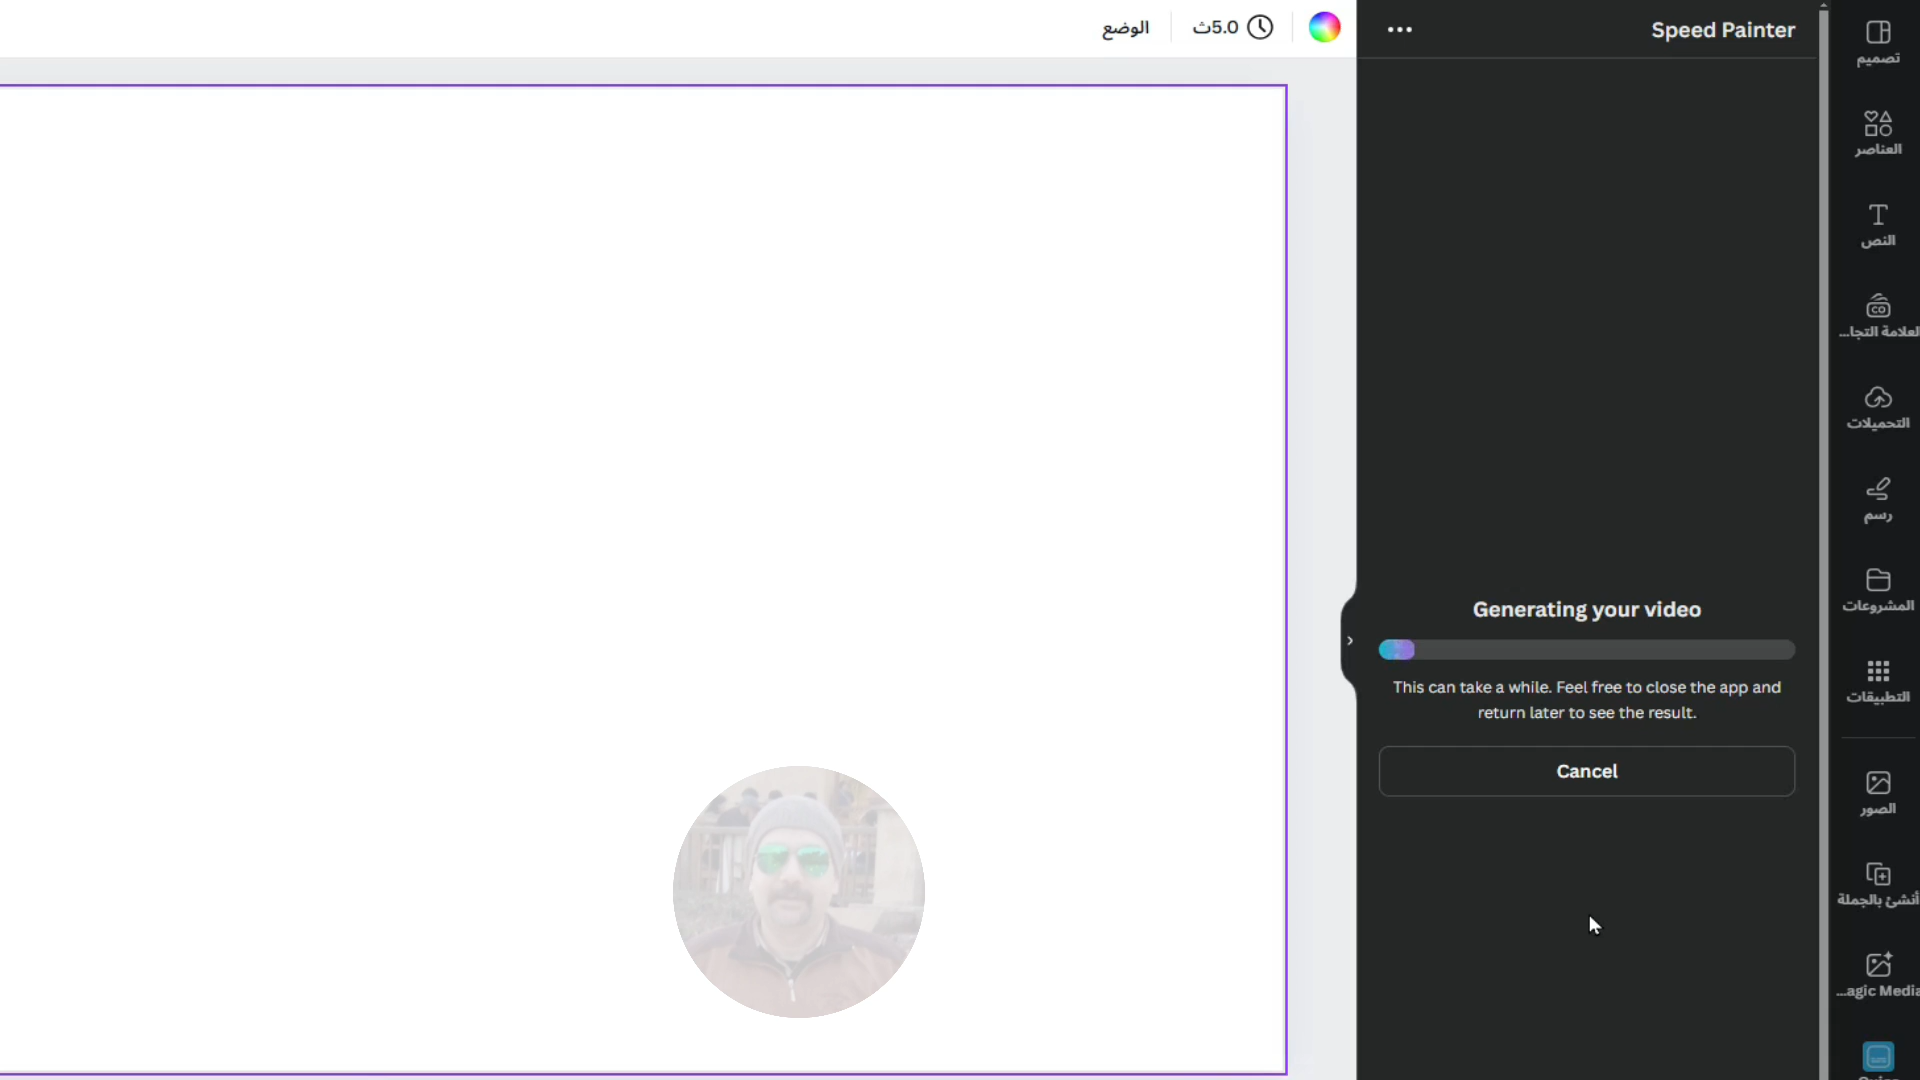 الوضع
5.0ث
Speed Painter
Generating your video
This can take a while. Feel free to close the app and
return later to see the result.
Cancel
تصميم
العناصر
النص
لعلامة التجا...
التحميلات
رسم
المشروعات
التطبيقات
الصور
أنشئ بالجملة
...agic Media